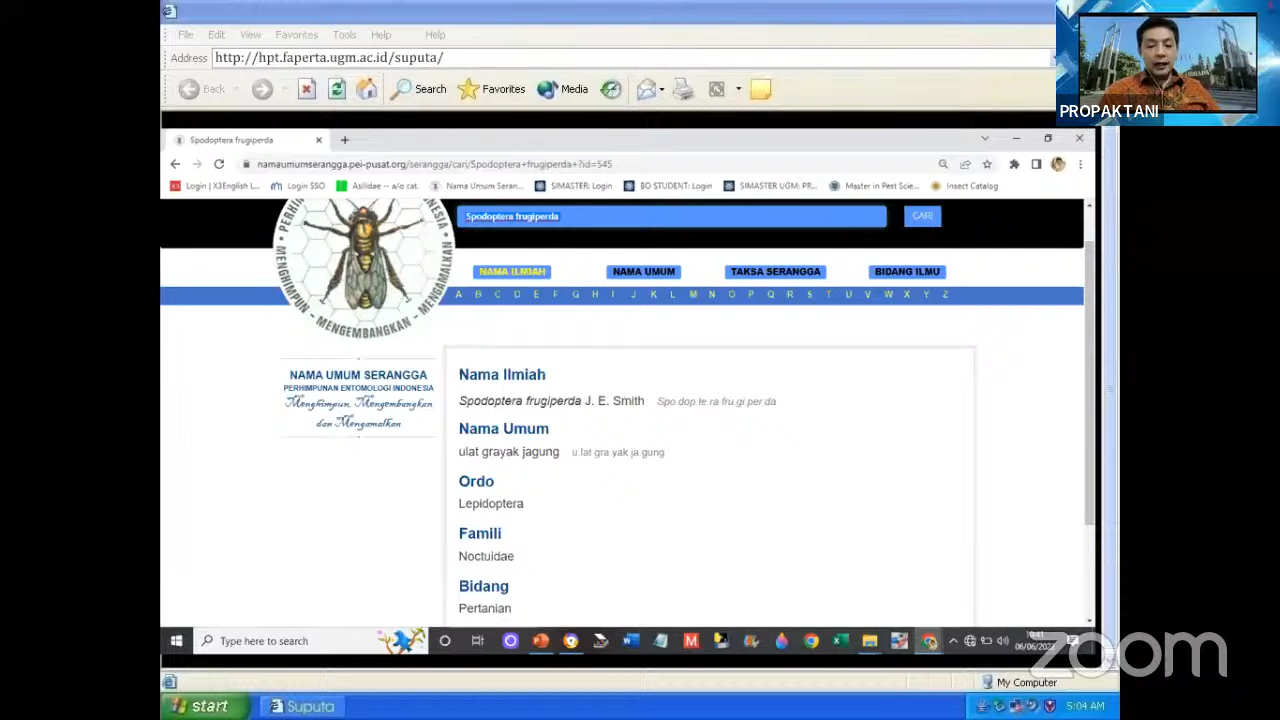 File Edit View Favorites Tools Help Help
Address http://hpt.faperta.ugm.ac.id/suputa/
Back Search Favorites Media
PROPAKTANI
Spodoptera frugiperda
namaumumserangga.pei-pusat.org/serangga/cari/Spodoptera+frugiperda+?id=545
Login | X3English L... Login SSO Asilidae -- a/o cat. Nama Umum Seran... SIMASTER: Login BD STUDENT: Login SIMASTER UGM: PR... Master in Pest Scie... Insect Catalog
Spodoptera frugiperda CARI
NAMA ILMIAH NAMA UMUM TAKSA SERANGGA BIDANG ILMU
A B C D E F G H I J K L M N O P Q R S T U V W X Y Z
MENGHIMPUN - MENGEMBANGKAN - MENGAMALKAN
NAMA UMUM SERANGGA
PERHIMPUNAN ENTOMOLOGI INDONESIA
Menghimpun, Mengembangkan
dan Mengamalkan
Nama Ilmiah
Spodoptera frugiperda J. E. Smith Spo.dop.te ra fru.gi per.da
Nama Umum
ulat grayak jagung u.lat gra.yak ja.gung
Ordo
Lepidoptera
Famili
Noctuidae
Bidang
Pertanian
Type here to search
10:41
zoom
My Computer
start Suputa 5:04 AM